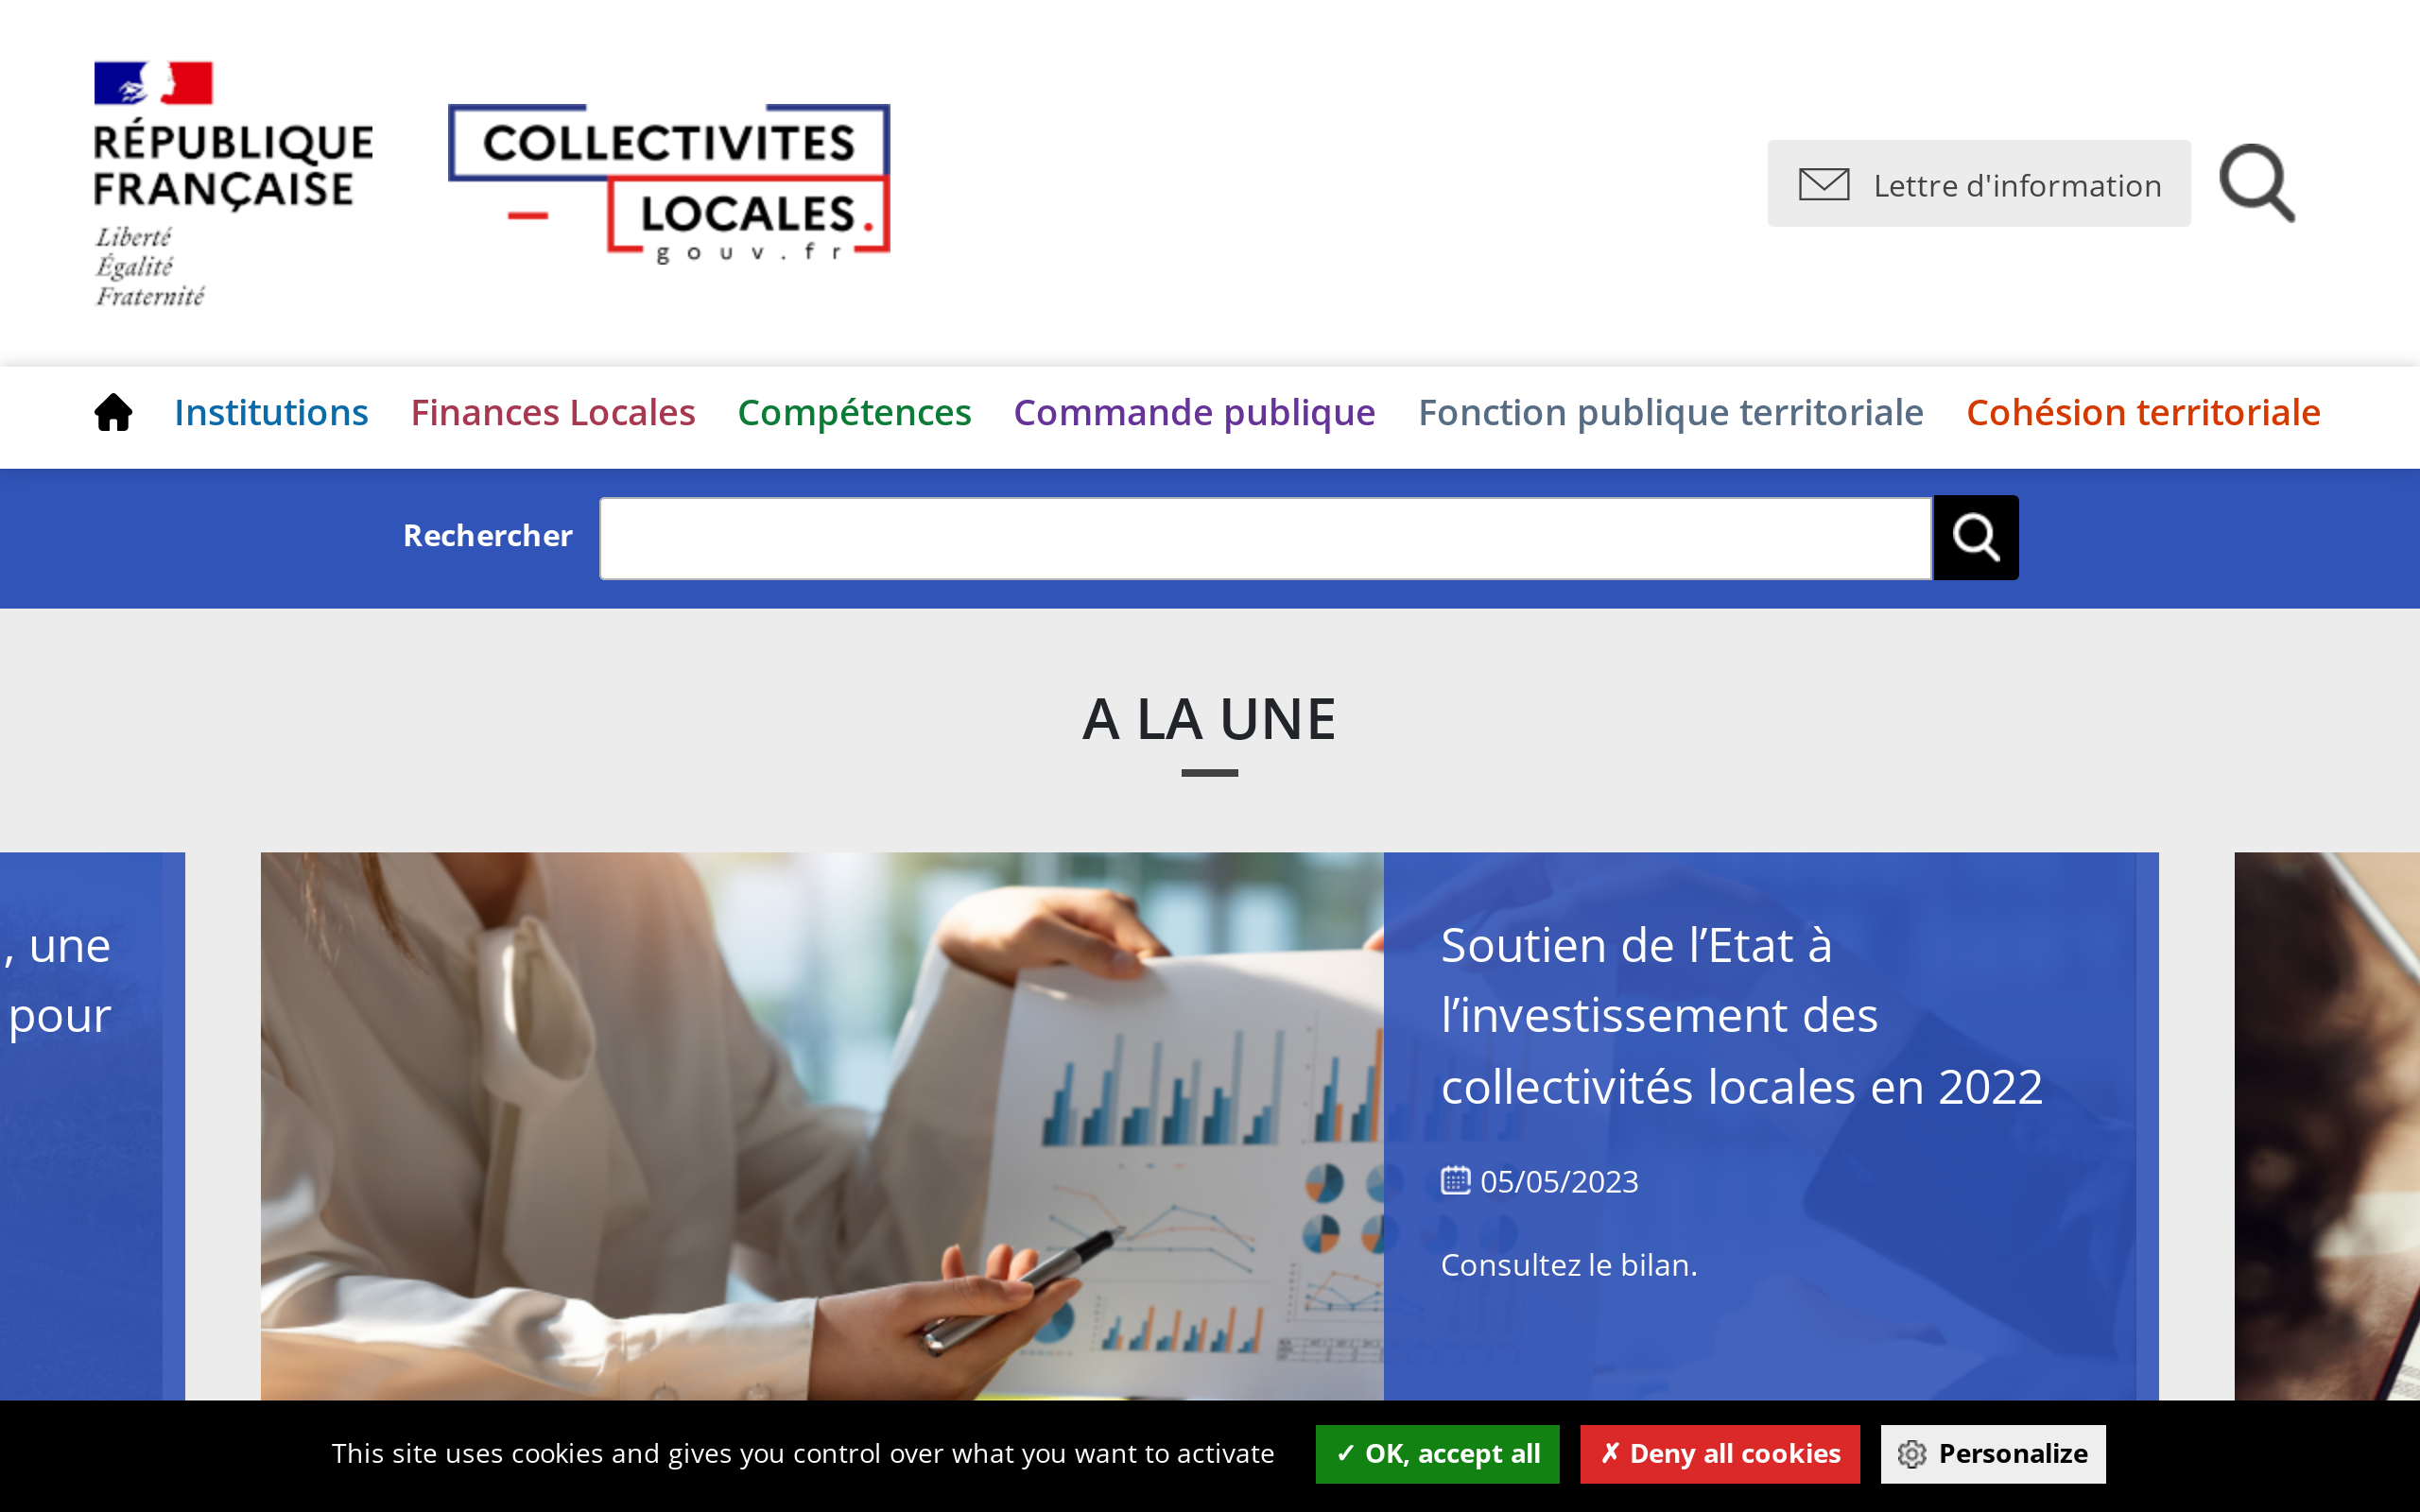 RÉPUBLIQUE
FRANÇAISE
Liberté
Égalité
Fraternité
COLLECTIVITES
LOCALES.
gouv.fr
Lettre d'information
Institutions Finances Locales Compétences Commande publique Fonction publique territoriale Cohésion territoriale
Rechercher
A LA UNE
, une
pour
Soutien de l’Etat à
l’investissement des
collectivités locales en 2022
05/05/2023
Consultez le bilan.
This site uses cookies and gives you control over what you want to activate
✓ OK, accept all
✗ Deny all cookies
Personalize